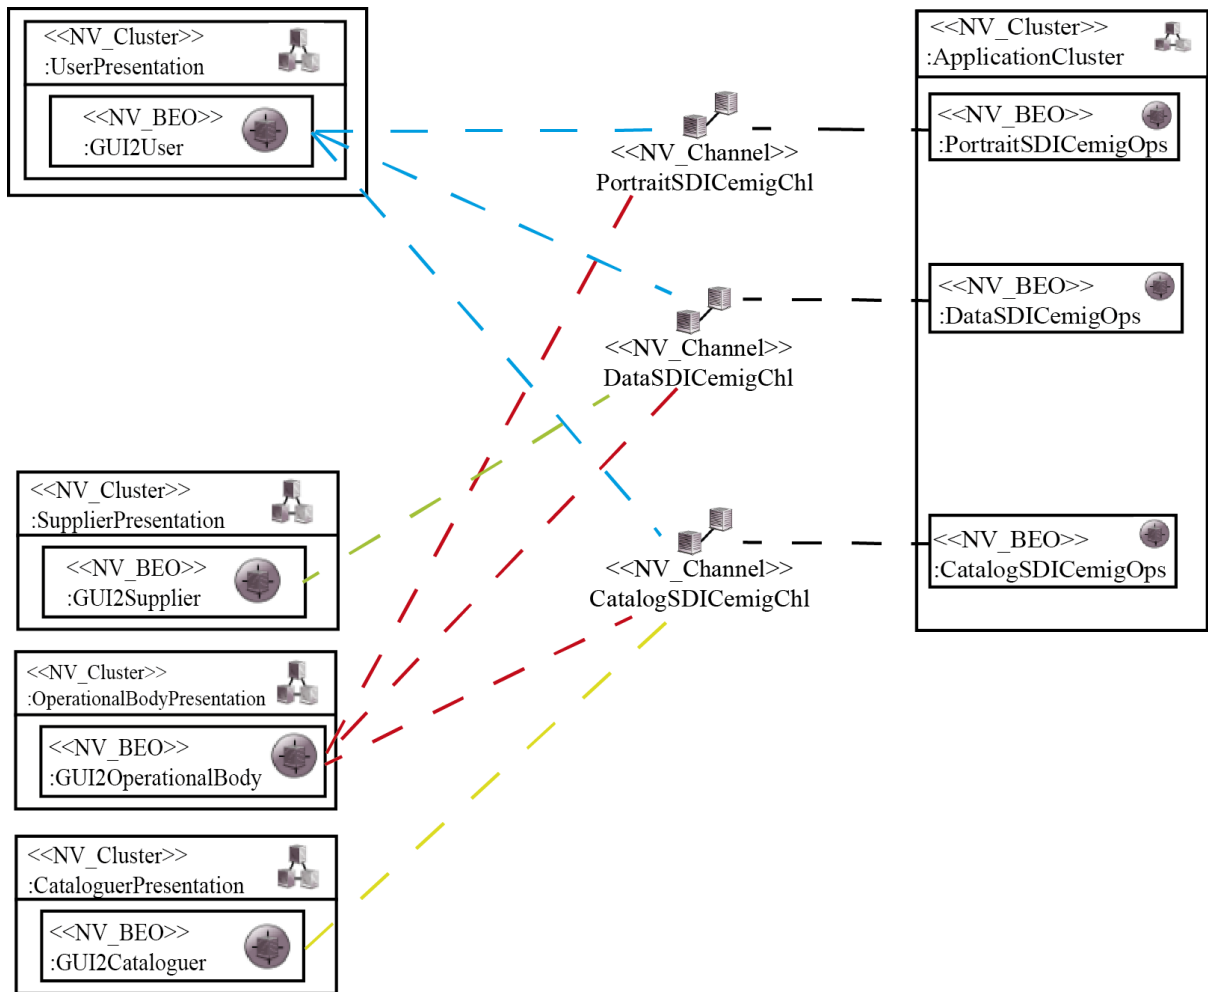 <<NV_Cluster>>
:UserPresentation
<<NV_BEO>>
:GUI2User
<<NV_Channel>>
PortraitSDICemigChl
<<NV_Cluster>>
:ApplicationCluster
<<NV_BEO>>
:PortraitSDICemigOps
<<NV_Channel>>
DataSDICemigChl
<<NV_BEO>>
:DataSDICemigOps
<<NV_Cluster>>
:SupplierPresentation
<<NV_BEO>>
:GUI2Supplier
<<NV_Channel>>
CatalogSDICemigChl
<<NV_BEO>>
:CatalogSDICemigOps
<<NV_Cluster>>
:OperationalBodyPresentation
<<NV_BEO>>
:GUI2OperationalBody
<<NV_Cluster>>
:CataloguerPresentation
<<NV_BEO>>
:GUI2Cataloguer